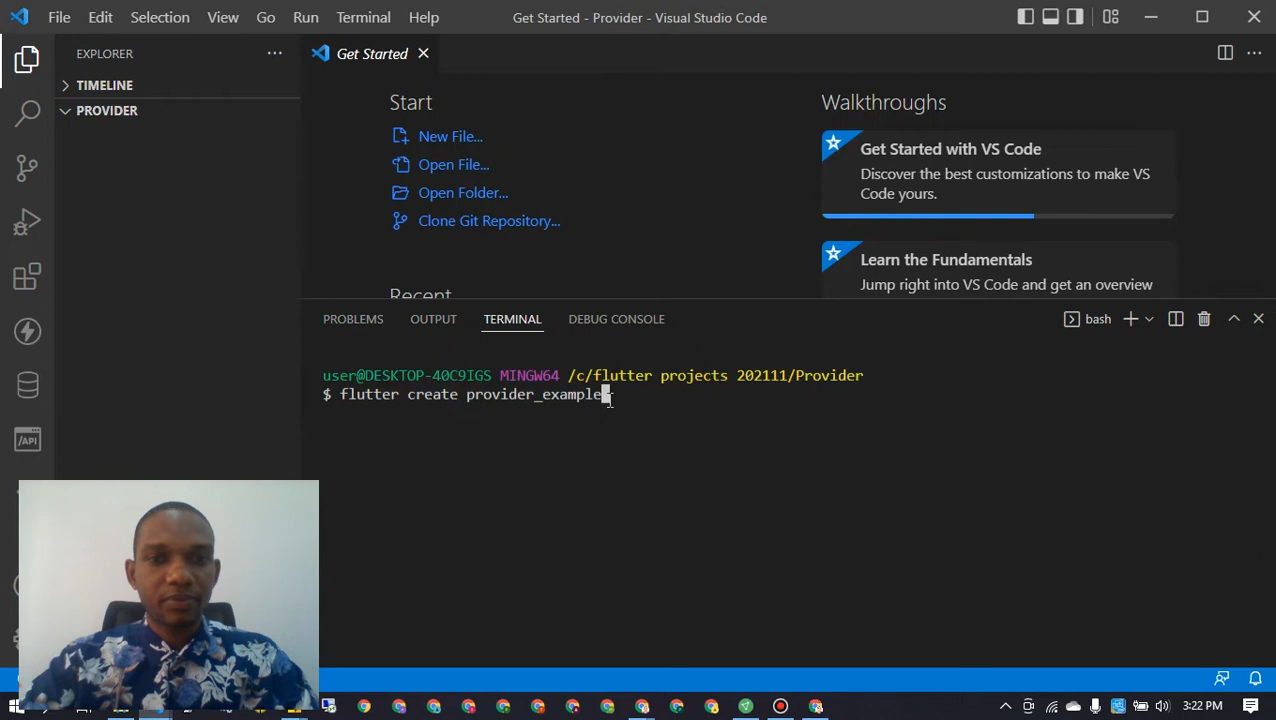 File Edit Selection View Go Run Terminal Help
Get Started - Provider - Visual Studio Code
EXPLORER
TIMELINE
PROVIDER
Get Started
Start
New File...
Open File...
Open Folder...
Clone Git Repository...
Recent
Walkthroughs
Get Started with VS Code
Discover the best customizations to make VS
Code yours.
Learn the Fundamentals
Jump right into VS Code and get an overview
PROBLEMS OUTPUT TERMINAL DEBUG CONSOLE
bash
user@DESKTOP-40C9IGS MINGW64 /c/flutter projects 202111/Provider
$ flutter create provider_example
/API
3:22 PM